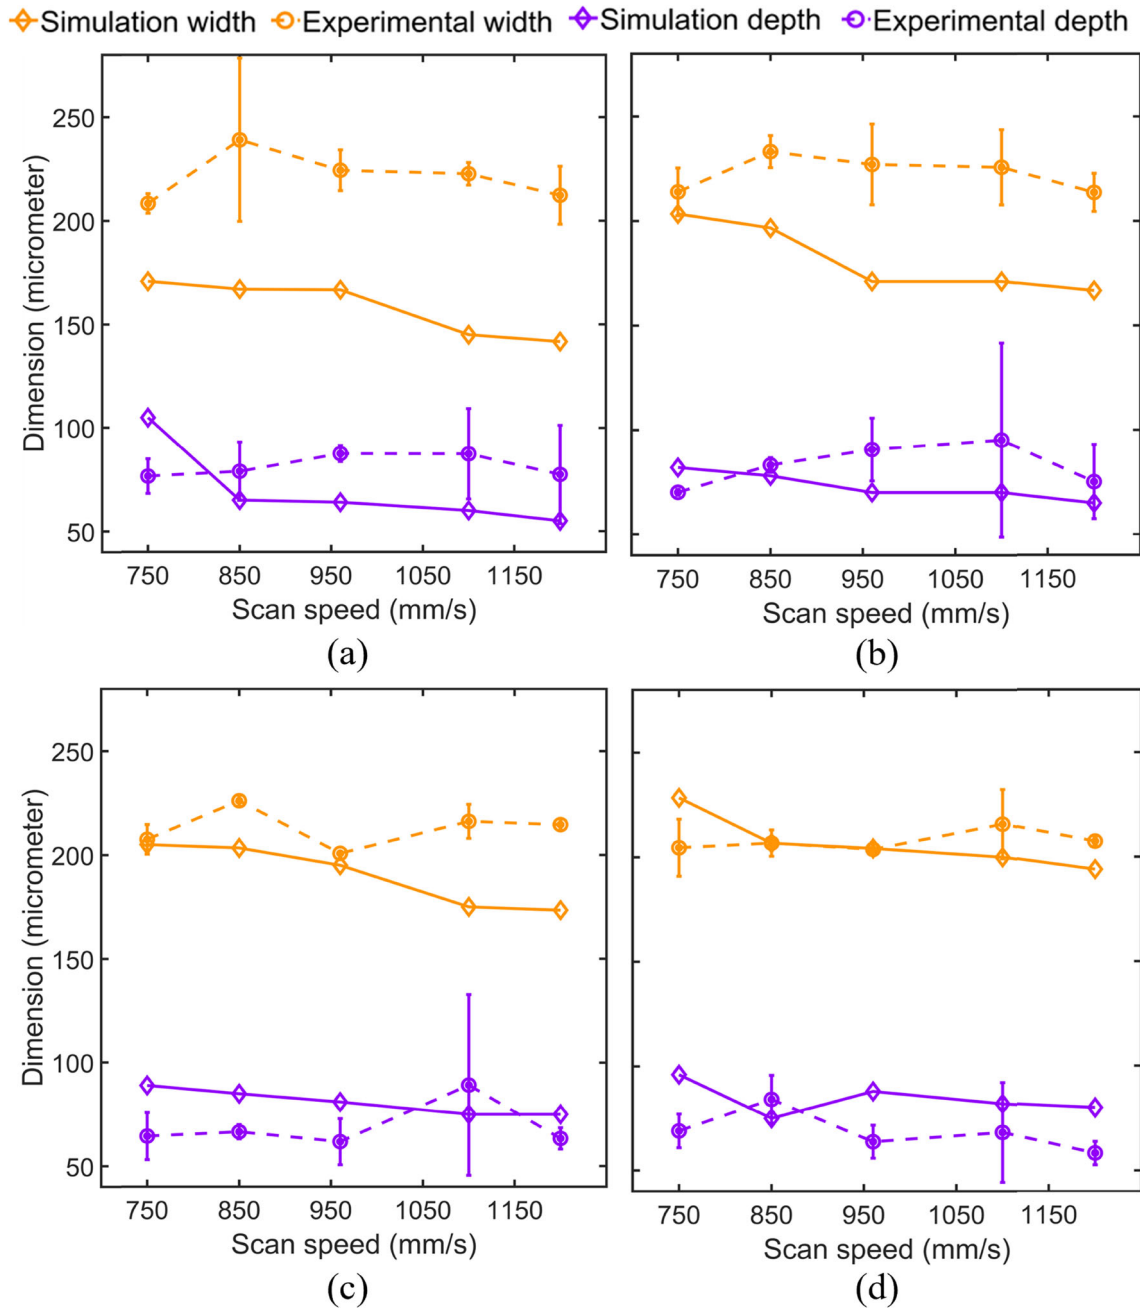 Simulation width Experimental width Simulation depth Experimental depth
Dimension (micrometer)
250
200
150
100
50
750 850 950 1050 1150
Scan speed (mm/s)
(a)
750 850 950 1050 1150
Scan speed (mm/s)
(b)
Dimension (micrometer)
250
200
150
100
50
750 850 950 1050 1150
Scan speed (mm/s)
(c)
750 850 950 1050 1150
Scan speed (mm/s)
(d)